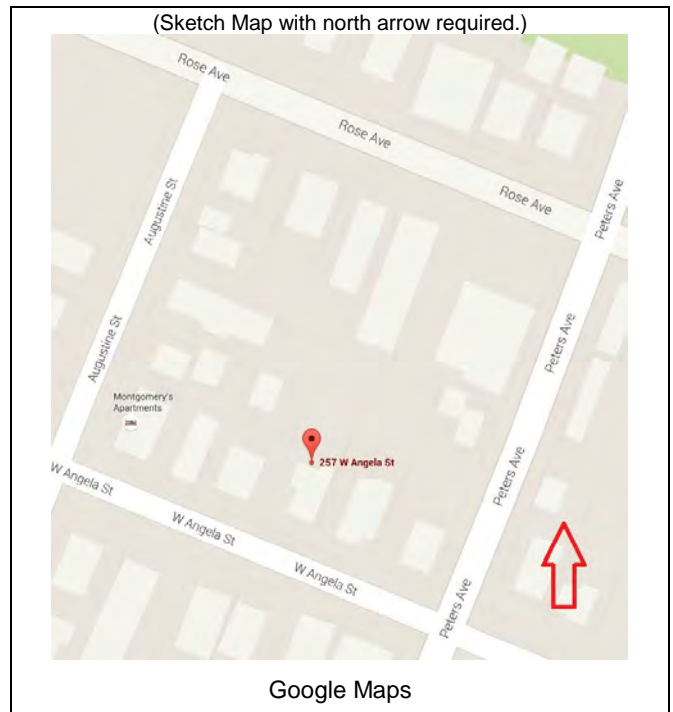 (Sketch Map with north arrow required.)
Rose Ave
Rose Ave
Rose Ave
Peters Ave
Augustine St
Peters Ave
Augustine St
Montgomery's
Apartments
257 W Angela St
Peters Ave
W Angela St
W Angela St
W Angela St
Peters Ave
Google Maps